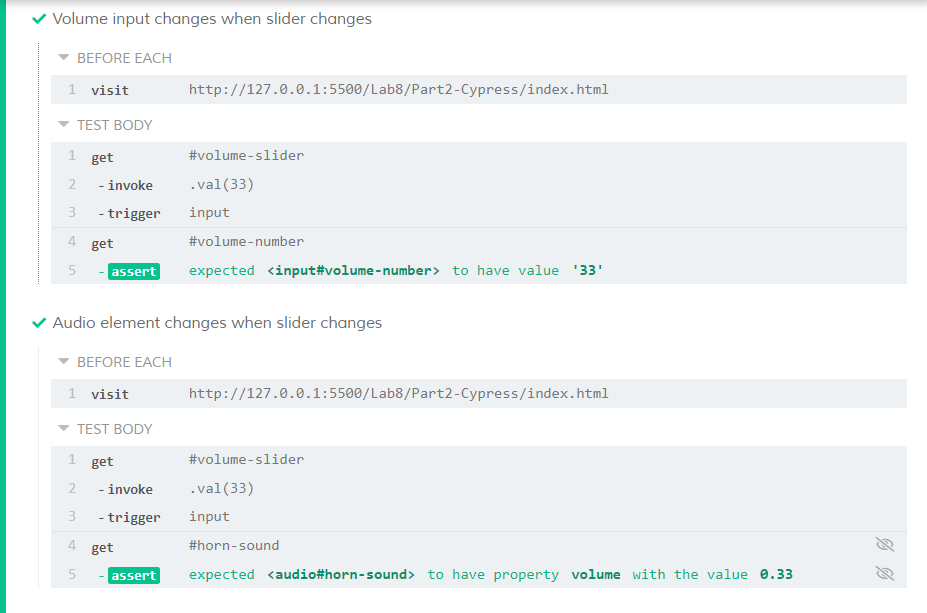 Volume input changes when slider changes
BEFORE EACH
1 visit http://127.0.0.1:5500/Lab8/Part2-Cypress/index.html
TEST BODY
1 get #volume-slider
2 - invoke .val(33)
3 - trigger input
4 get #volume-number
5 - assert expected <input#volume-number> to have value '33'
Audio element changes when slider changes
BEFORE EACH
1 visit http://127.0.0.1:5500/Lab8/Part2-Cypress/index.html
TEST BODY
1 get #volume-slider
2 - invoke .val(33)
3 - trigger input
4 get #horn-sound
5 - assert expected <audio#horn-sound> to have property volume with the value 0.33